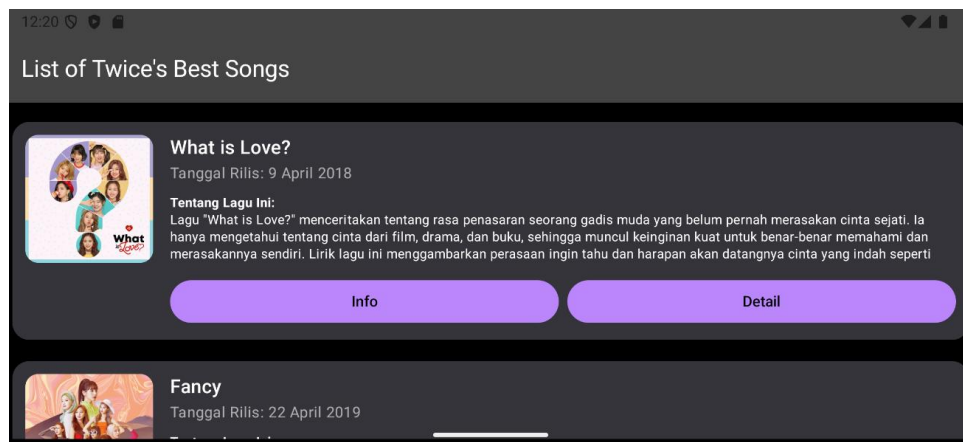 12:20
List of Twice's Best Songs
What is Love?
Tanggal Rilis: 9 April 2018
Tentang Lagu Ini:
Lagu "What is Love?" menceritakan tentang rasa penasaran seorang gadis muda yang belum pernah merasakan cinta sejati. Ia
hanya mengetahui tentang cinta dari film, drama, dan buku, sehingga muncul keinginan kuat untuk benar-benar memahami dan
merasakannya sendiri. Lirik lagu ini menggambarkan perasaan ingin tahu dan harapan akan datangnya cinta yang indah seperti
What
is Love?
Info
Detail
Fancy
Tanggal Rilis: 22 April 2019